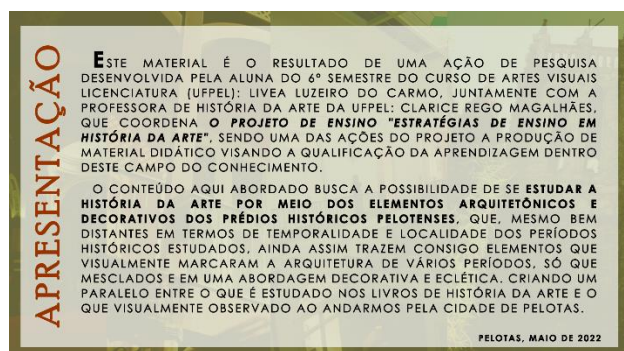 APRESENTAÇÃO
ESTE MATERIAL É O RESULTADO DE UMA AÇÃO DE PESQUISA
DESENVOLVIDA PELA ALUNA DO 6º SEMESTRE DO CURSO DE ARTES VISUAIS
LICENCIATURA (UFPEL): LIVEA LUZEIRO DO CARMO, JUNTAMENTE COM A
PROFESSORA DE HISTÓRIA DA ARTE DA UFPEL: CLARICE REGO MAGALHÃES,
QUE COORDENA O PROJETO DE ENSINO "ESTRATÉGIAS DE ENSINO EM
HISTÓRIA DA ARTE", SENDO UMA DAS AÇÕES DO PROJETO A PRODUÇÃO DE
MATERIAL DIDÁTICO VISANDO A QUALIFICAÇÃO DA APRENDIZAGEM DENTRO
DESTE CAMPO DO CONHECIMENTO.
O CONTEÚDO AQUI ABORDADO BUSCA A POSSIBILIDADE DE SE ESTUDAR A
HISTÓRIA DA ARTE POR MEIO DOS ELEMENTOS ARQUITETÔNICOS E
DECORATIVOS DOS PRÉDIOS HISTÓRICOS PELOTENSES, QUE, MESMO BEM
DISTANTES EM TERMOS DE TEMPORALIDADE E LOCALIDADE DOS PERÍODOS
HISTÓRICOS ESTUDADOS, AINDA ASSIM TRAZEM CONSIGO ELEMENTOS QUE
VISUALMENTE MARCARAM A ARQUITETURA DE VÁRIOS PERÍODOS, SÓ QUE
MESCLADOS E EM UMA ABORDAGEM DECORATIVA E ECLÉTICA. CRIANDO UM
PARALELO ENTRE O QUE É ESTUDADO NOS LIVROS DE HISTÓRIA DA ARTE E O
QUE VISUALMENTE OBSERVADO AO ANDARMOS PELA CIDADE DE PELOTAS.
PELOTAS, MAIO DE 2022